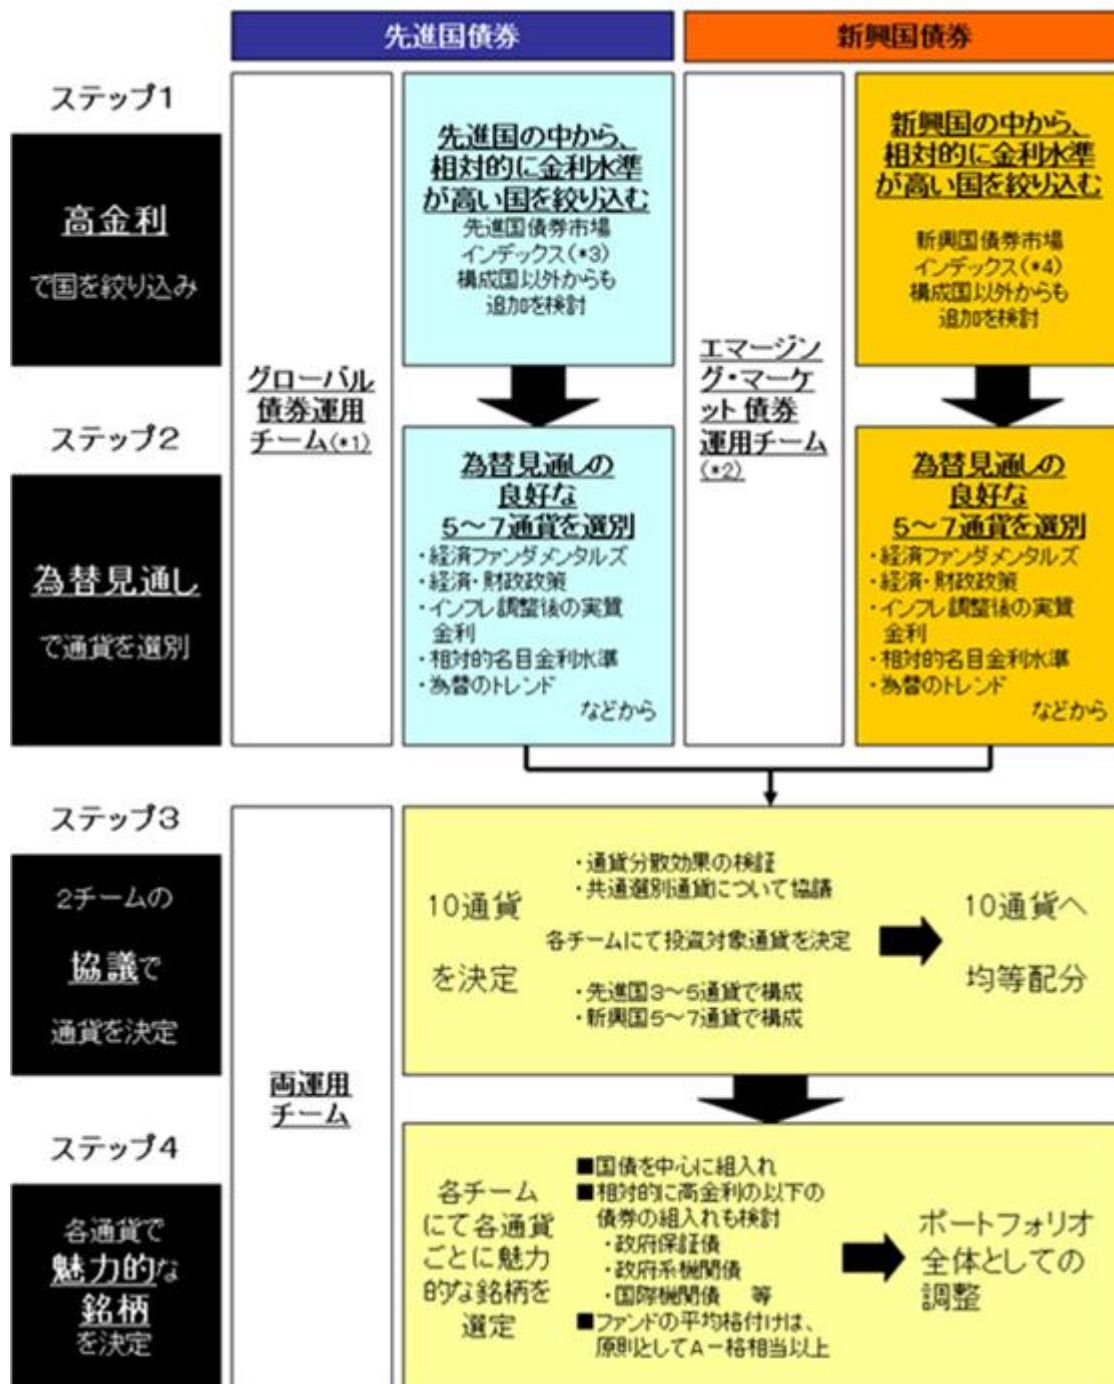 先進国債券
新興国債券
ステップ1
高金利
で国を絞り込み
グローバル
債券運用
チーム(*1)
先進国の中から、
相対的に金利水準
が高い国を絞り込む
先進国債券市場
インデックス(*3)
構成国以外からも
追加を検討
エマージン
グ・マーケ
ット債券
運用チーム
(*2)
新興国の中から、
相対的に金利水準
が高い国を絞り込む
新興国債券市場
インデックス(*4)
構成国以外からも
追加を検討
ステップ2
為替見通し
で通貨を選別
為替見通しの
良好な
5～7通貨を選別
・経済ファンダメンタルズ
・経済・財政政策
・インフレ調整後の実質
金利
・相対的名目金利水準
・為替のトレンド
などから
為替見通しの
良好な
5～7通貨を選別
・経済ファンダメンタルズ
・経済・財政政策
・インフレ調整後の実質
金利
・相対的名目金利水準
・為替のトレンド
などから
ステップ3
2チームの
協議で
通貨を決定
両運用
チーム
10通貨
を決定
・通貨分散効果の検証
・共通選別通貨について協議
各チームにて投資対象通貨を決定
・先進国3～5通貨で構成
・新興国5～7通貨で構成
10通貨へ
均等配分
ステップ4
各通貨で
魅力的な
銘柄
を決定
各チーム
にて各通貨
ごとに魅力
的な銘柄を
選定
■国債を中心に組入れ
■相対的に高金利の以下の
債券の組入れも検討
・政府保証債
・政府系機関債
・国際機関債 等
■ファンドの平均格付けは、
原則としてA－格相当以上
ポートフォリオ
全体としての
調整